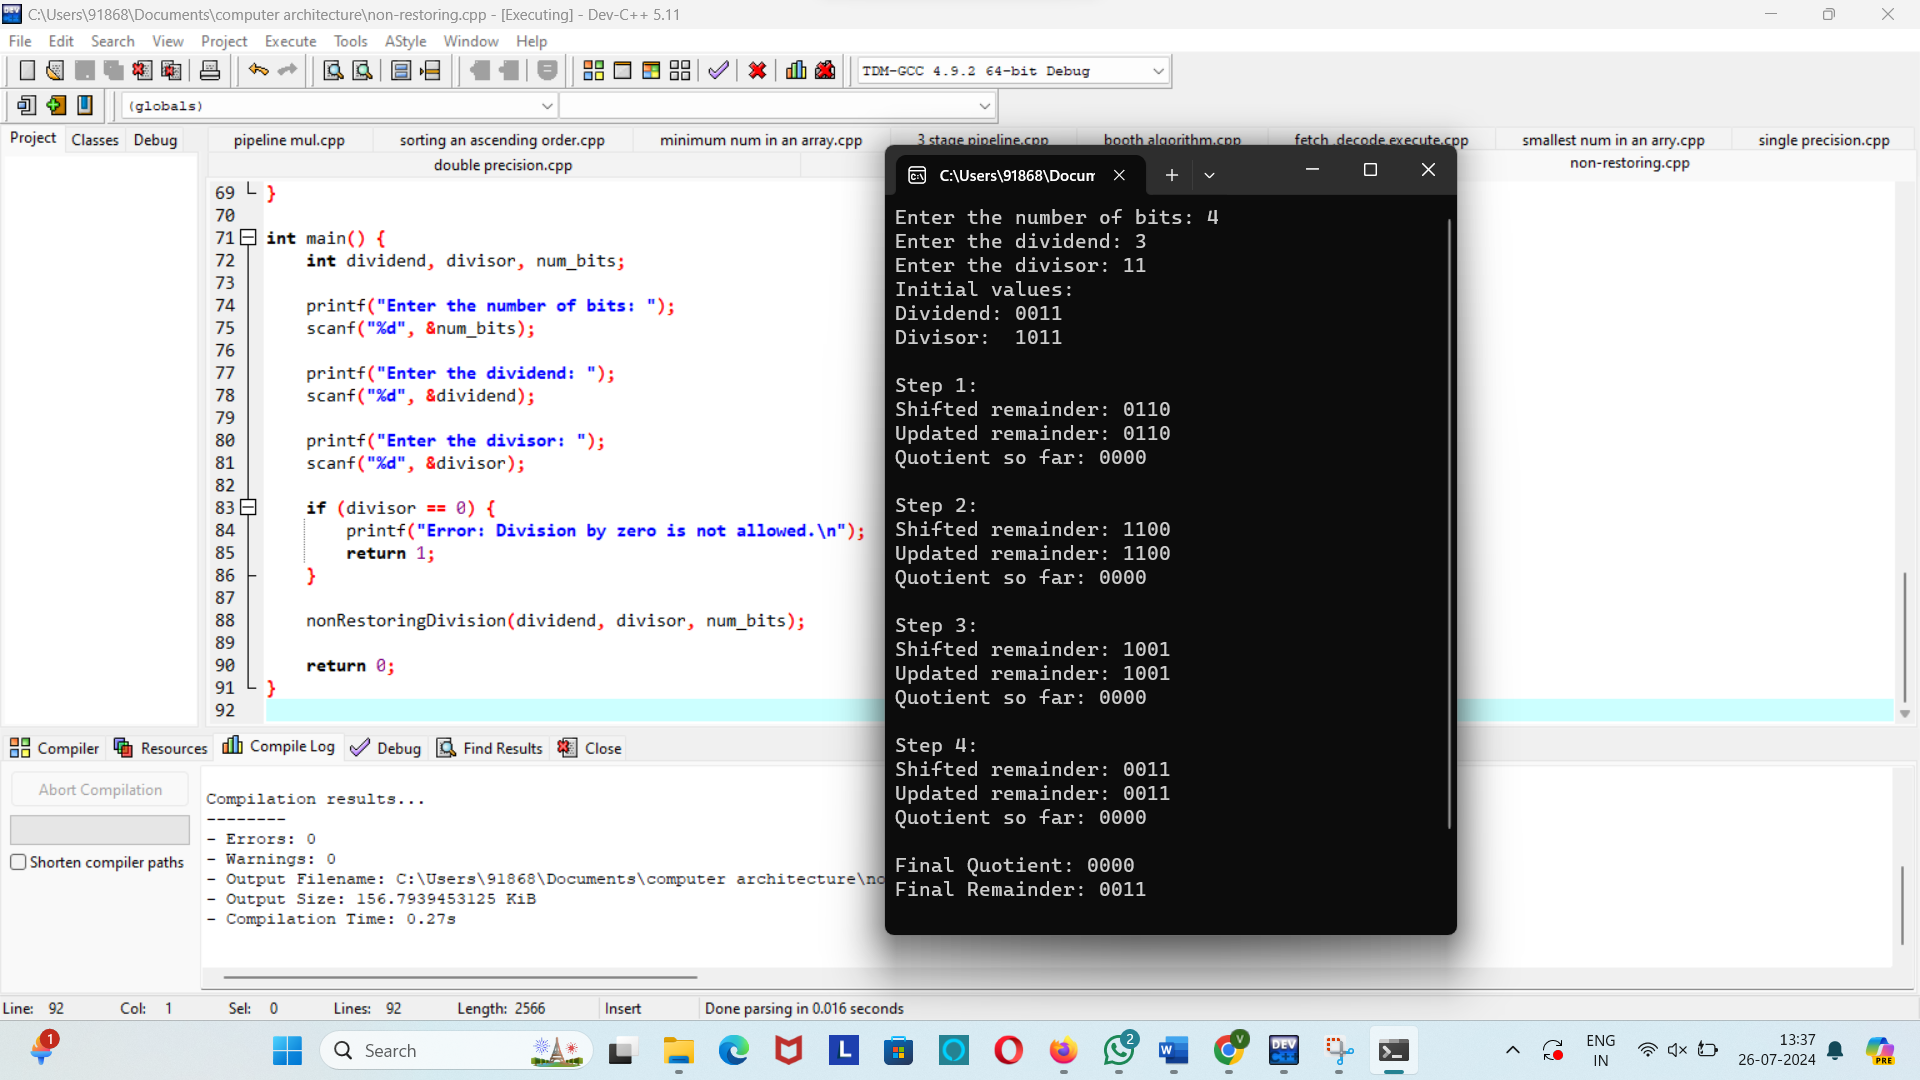 C:\Users\91868\Documents\computer architecture\non-restoring.cpp - [Executing] - Dev-C++ 5.11
File Edit Search View Project Execute Tools AStyle Window Help
TDM-GCC 4.9.2 64-bit Debug
(globals)
Project Classes Debug
pipeline mul.cpp sorting an ascending order.cpp minimum num in an array.cpp 3 stage pipeline.cpp booth algorithm.cpp fetch decode execute.cpp smallest num in an arry.cpp single precision.cpp
double precision.cpp non-restoring.cpp
69 }
70
71 int main() {
72 int dividend, divisor, num_bits;
73
74 printf("Enter the number of bits: ");
75 scanf("%d", &num_bits);
76
77 printf("Enter the dividend: ");
78 scanf("%d", &dividend);
79
80 printf("Enter the divisor: ");
81 scanf("%d", &divisor);
82
83 if (divisor == 0) {
84 printf("Error: Division by zero is not allowed.\n");
85 return 1;
86 }
87
88 nonRestoringDivision(dividend, divisor, num_bits);
89
90 return 0;
91 }
92
C:\Users\91868\Docum
Enter the number of bits: 4
Enter the dividend: 3
Enter the divisor: 11
Initial values:
Dividend: 0011
Divisor:  1011
Step 1:
Shifted remainder: 0110
Updated remainder: 0110
Quotient so far: 0000
Step 2:
Shifted remainder: 1100
Updated remainder: 1100
Quotient so far: 0000
Step 3:
Shifted remainder: 1001
Updated remainder: 1001
Quotient so far: 0000
Step 4:
Shifted remainder: 0011
Updated remainder: 0011
Quotient so far: 0000
Final Quotient: 0000
Final Remainder: 0011
Compiler Resources Compile Log Debug Find Results Close
Abort Compilation
Shorten compiler paths
Compilation results...
--------
- Errors: 0
- Warnings: 0
- Output Filename: C:\Users\91868\Documents\computer architecture\no
- Output Size: 156.7939453125 KiB
- Compilation Time: 0.27s
Line: 92 Col: 1 Sel: 0 Lines: 92 Length: 2566 Insert Done parsing in 0.016 seconds
1
Search
2
V
DEV
PRE
ENG
IN
13:37
26-07-2024